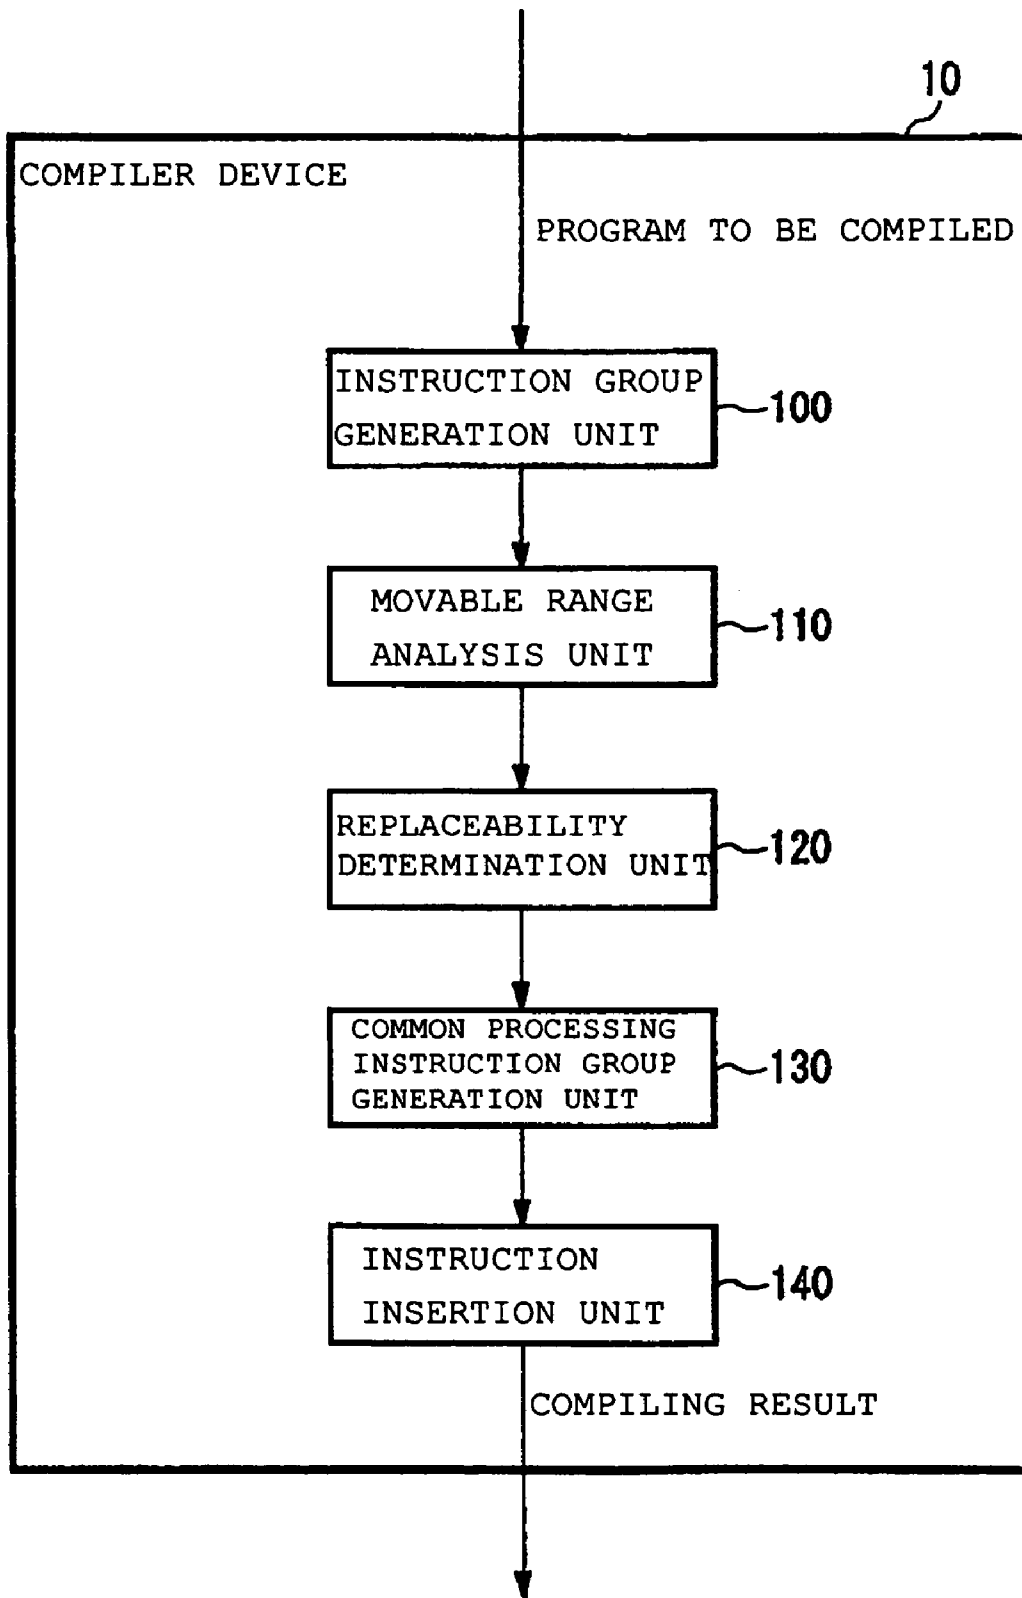 10
COMPILER DEVICE
PROGRAM TO BE COMPILED
INSTRUCTION GROUP
GENERATION UNIT
100
MOVABLE RANGE
ANALYSIS UNIT
110
REPLACEABILITY
DETERMINATION UNIT
120
COMMON PROCESSING
INSTRUCTION GROUP
GENERATION UNIT
130
INSTRUCTION
INSERTION UNIT
140
COMPILING RESULT